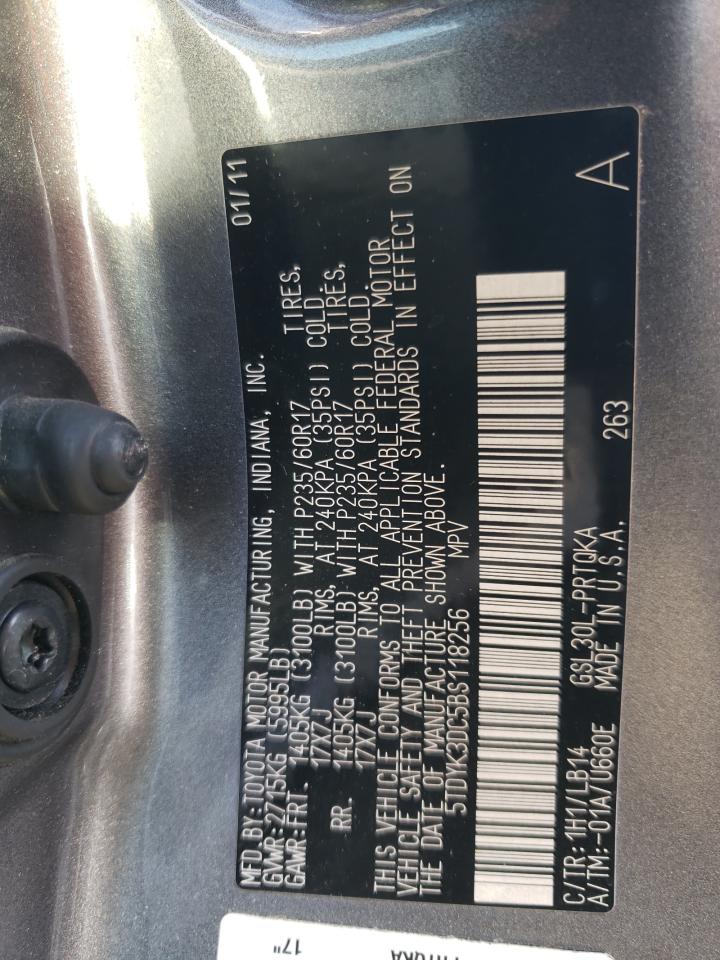 MFD. BY: TOYOTA MOTOR MANUFACTURING, INDIANA, INC. 01/11
GVWR: 2715KG (5995LB)
GAWR: FRT. 1405KG (3100LB) WITH P235/60R17 TIRES,
17X7J RIMS, AT 240KPA (35PSI) COLD.
RR. 1405KG (3100LB) WITH P235/60R17 TIRES,
17X7J RIMS, AT 240KPA (35PSI) COLD.
THIS VEHICLE CONFORMS TO ALL APPLICABLE FEDERAL MOTOR
VEHICLE SAFETY AND THEFT PREVENTION STANDARDS IN EFFECT ON
THE DATE OF MANUFACTURE SHOWN ABOVE.
5TDYK3DC5BS118256 MPV
C/TR: 1H1/LB14 GSL30L-PRTQKA
A/TM: -01A/U660E MADE IN U.S.A. 263 A
17"